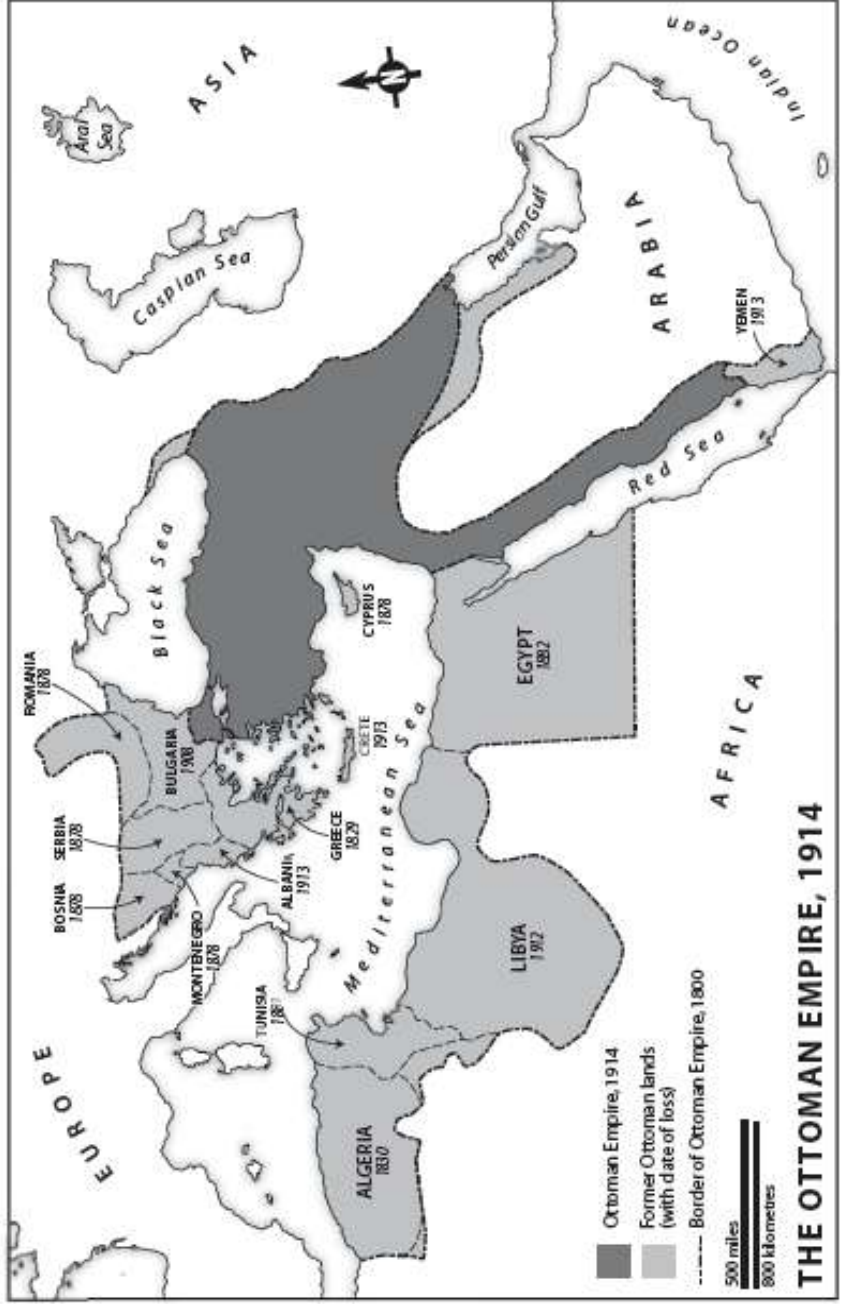 EUROPE
ASIA
Aral
Sea
Caspian Sea
N
Indian Ocean
ROMANIA
1878
BOSNIA
1878
SERBIA
1878
Black Sea
BULGARIA
1908
MONTENEGRO
1878
ALBANIA
1913
GREECE
1829
CRETE
1913
CYPRUS
1878
Persian Gulf
TUNISIA
1881
Mediterranean Sea
ARABIA
ALGERIA
1830
LIBYA
1912
EGYPT
1882
Red Sea
YEMEN
1913
AFRICA
Ottoman Empire, 1914
Former Ottoman lands
(with date of loss)
Border of Ottoman Empire, 1800
500 miles
800 kilometres
THE OTTOMAN EMPIRE, 1914